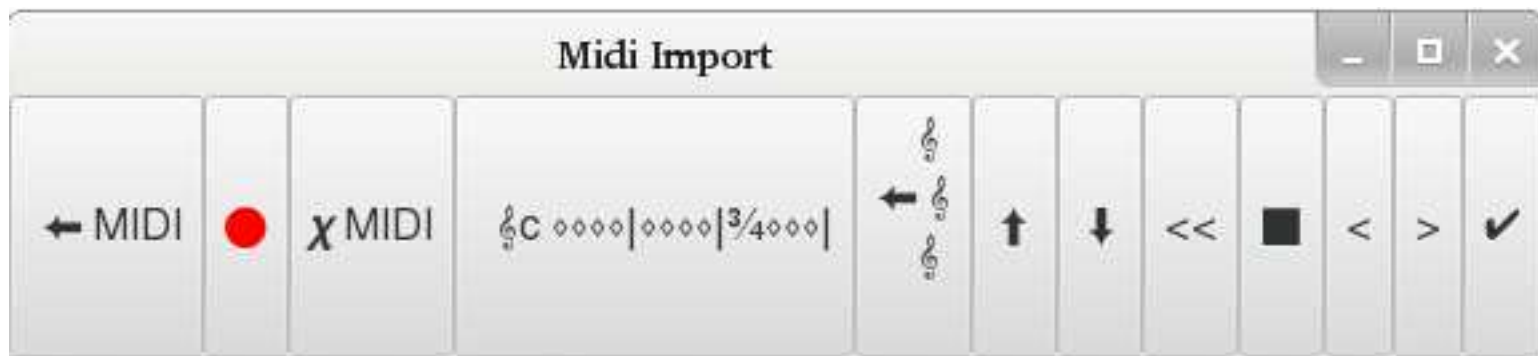 Midi Import
← MIDI ● χ MIDI 𝄞C ⋄⋄⋄⋄|⋄⋄⋄⋄|¾⋄⋄⋄| 𝄞 ← 𝄞 𝄞 ⬆ ⬇ << ■ < > ✔